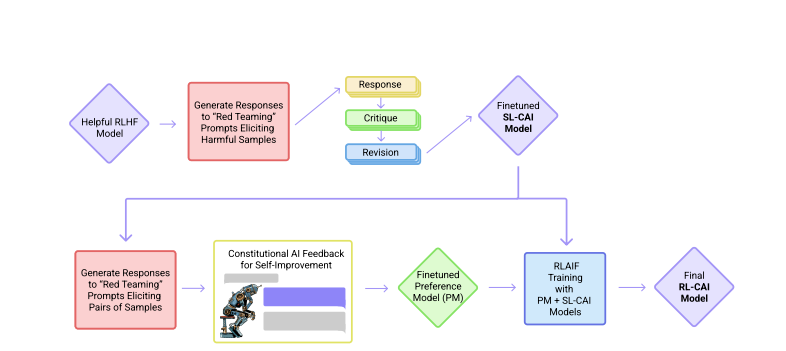 Helpful RLHF
Model
Generate Responses
to “Red Teaming”
Prompts Eliciting
Harmful Samples
Response
Critique
Revision
Finetuned
SL-CAI
Model
Generate Responses
to “Red Teaming”
Prompts Eliciting
Pairs of Samples
Constitutional AI Feedback
for Self-Improvement
Finetuned
Preference
Model (PM)
RLAIF
Training
with
PM + SL-CAI
Models
Final
RL-CAI
Model